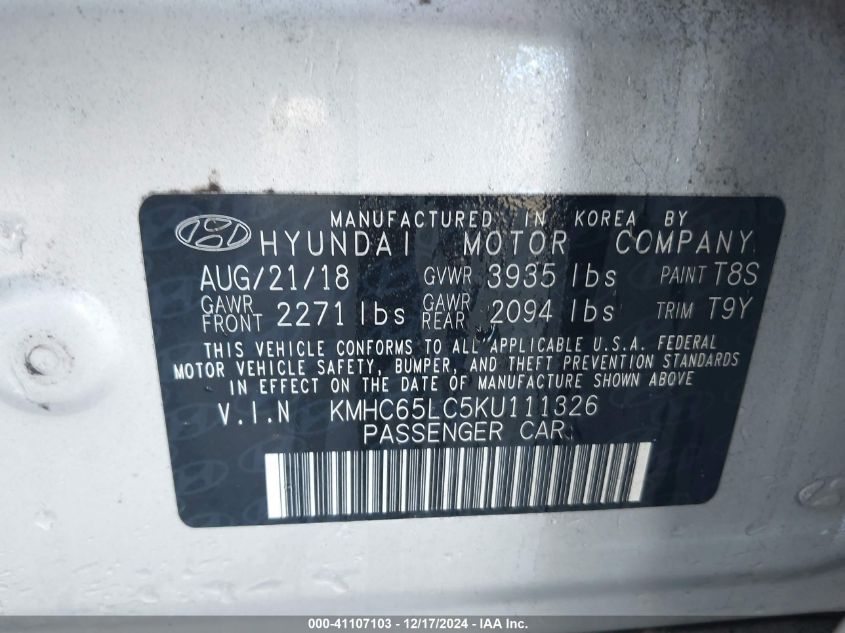 MANUFACTURED IN KOREA BY
HYUNDAI MOTOR COMPANY
AUG/21/18 GVWR 3935 lbs PAINT T8S
GAWR FRONT 2271 lbs GAWR REAR 2094 lbs TRIM T9Y
THIS VEHICLE CONFORMS TO ALL APPLICABLE U.S.A. FEDERAL
MOTOR VEHICLE SAFETY, BUMPER, AND THEFT PREVENTION STANDARDS
IN EFFECT ON THE DATE OF MANUFACTURE SHOWN ABOVE
V.I.N KMHC65LC5KU111326
PASSENGER CAR
000-41107103 - 12/17/2024 - IAA Inc.